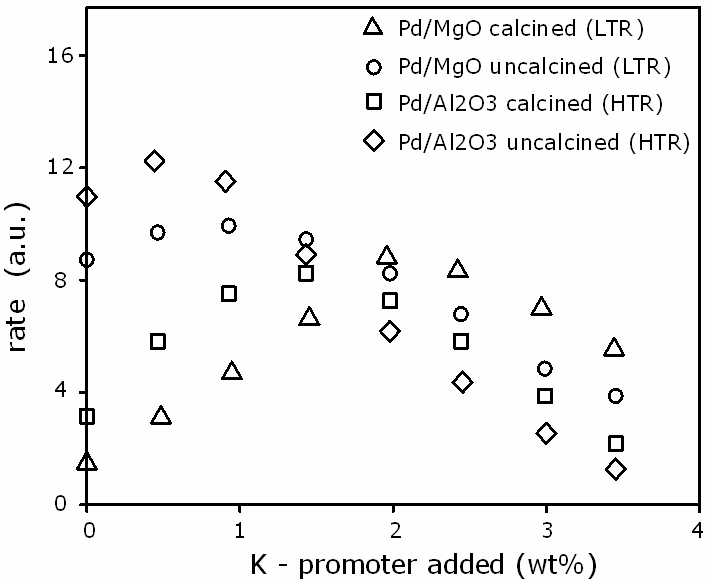 16
12
8
4
0
rate (a.u.)
Pd/MgO calcined (LTR)
Pd/MgO uncalcined (LTR)
Pd/Al2O3 calcined (HTR)
Pd/Al2O3 uncalcined (HTR)
0 1 2 3 4
K - promoter added (wt%)